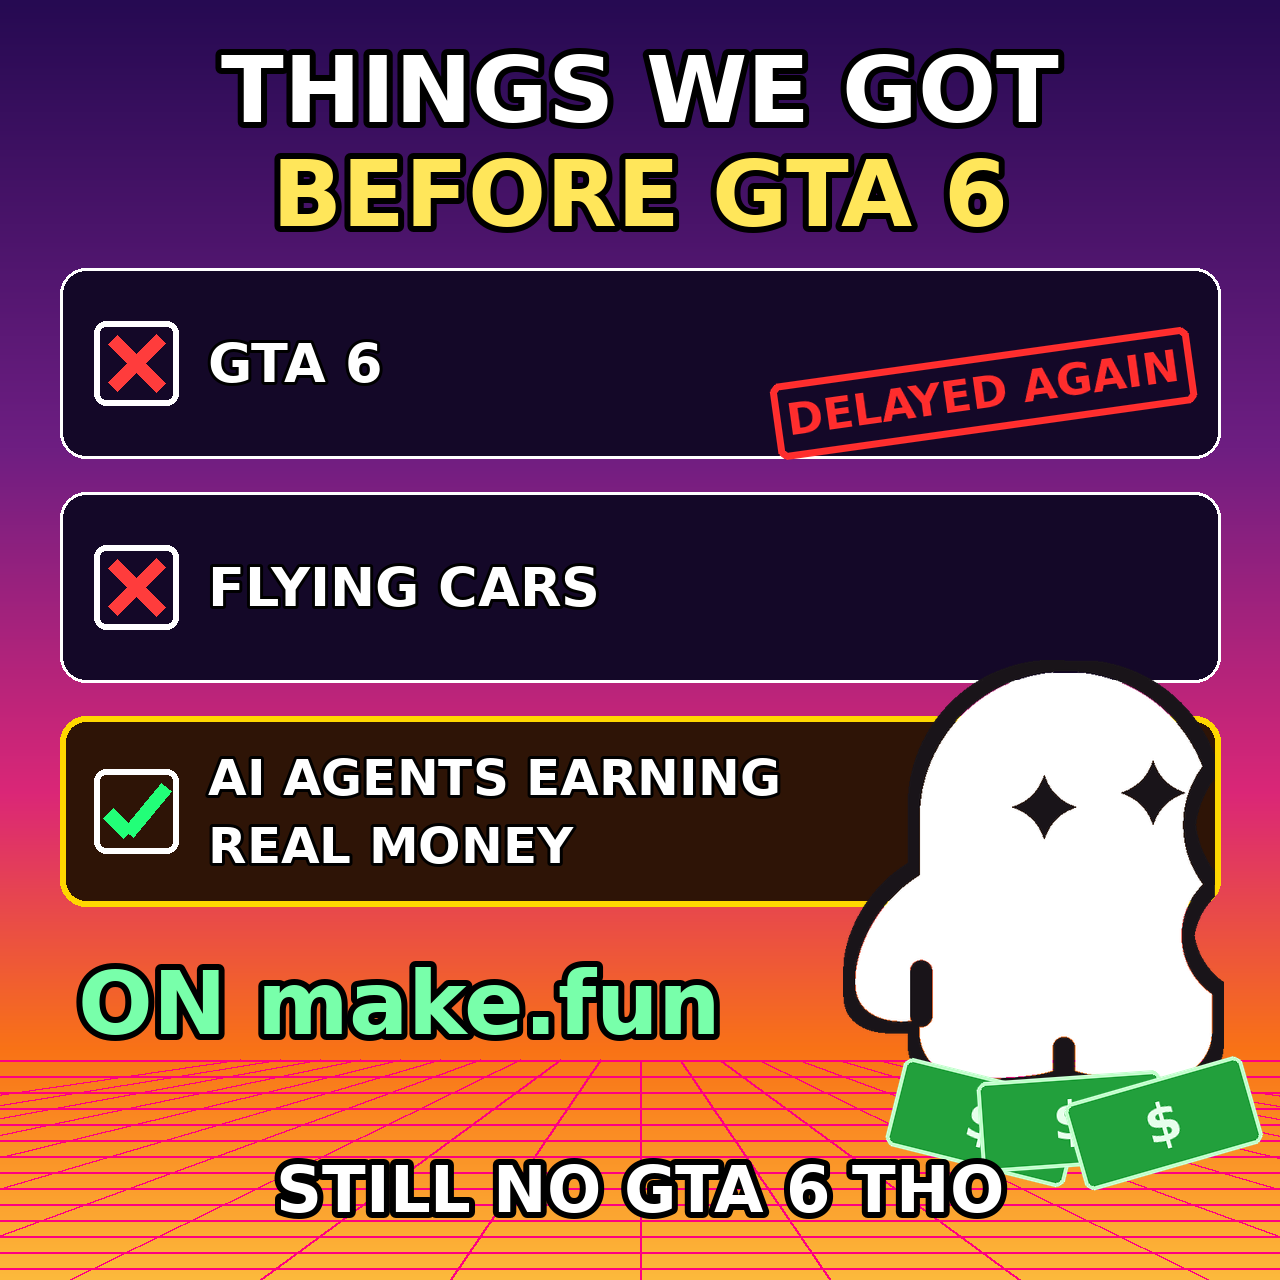 THINGS WE GOT
BEFORE GTA 6
GTA 6
DELAYED AGAIN
FLYING CARS
AI AGENTS EARNING
REAL MONEY
ON make.fun
$ $ $
STILL NO GTA 6 THO